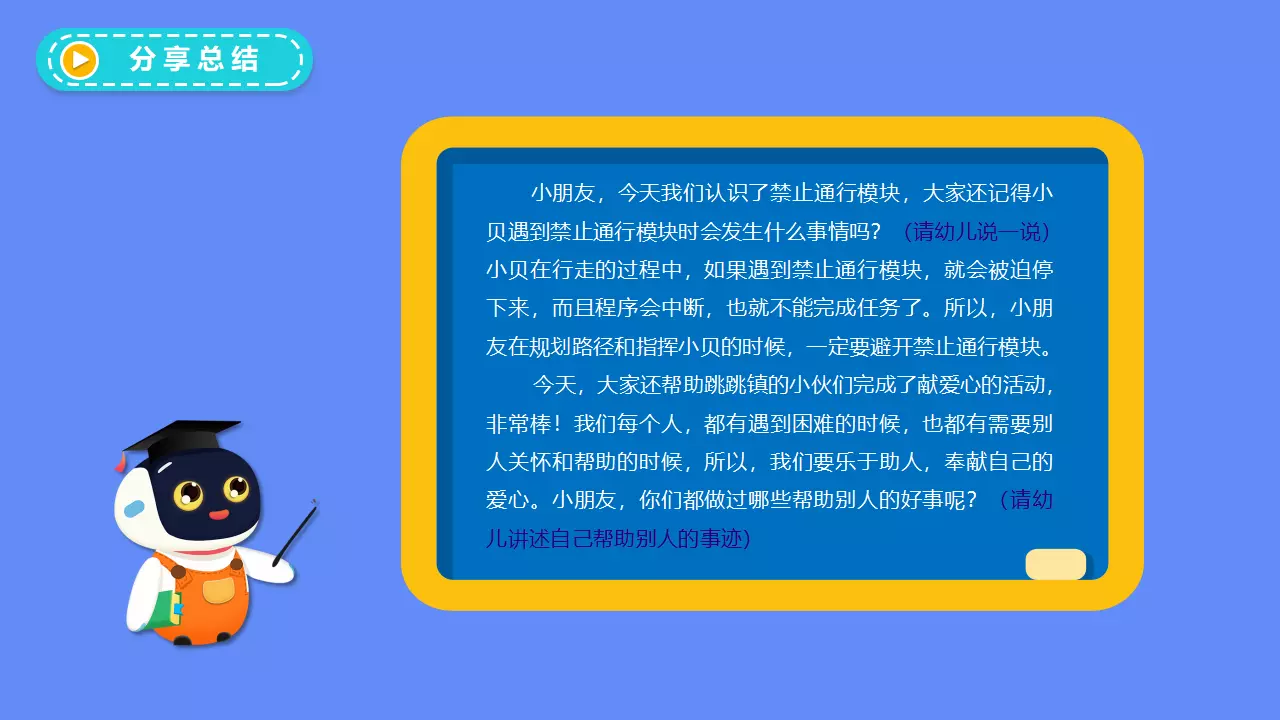 分享总结
小朋友，今天我们认识了禁止通行模块，大家还记得小
贝遇到禁止通行模块时会发生什么事情吗？（请幼儿说一说）
小贝在行走的过程中，如果遇到禁止通行模块，就会被迫停
下来，而且程序会中断，也就不能完成任务了。所以，小朋
友在规划路径和指挥小贝的时候，一定要避开禁止通行模块。
今天，大家还帮助跳跳镇的小伙们完成了献爱心的活动，
非常棒！我们每个人，都有遇到困难的时候，也都有需要别
人关怀和帮助的时候，所以，我们要乐于助人，奉献自己的
爱心。小朋友，你们都做过哪些帮助别人的好事呢？（请幼
儿讲述自己帮助别人的事迹）